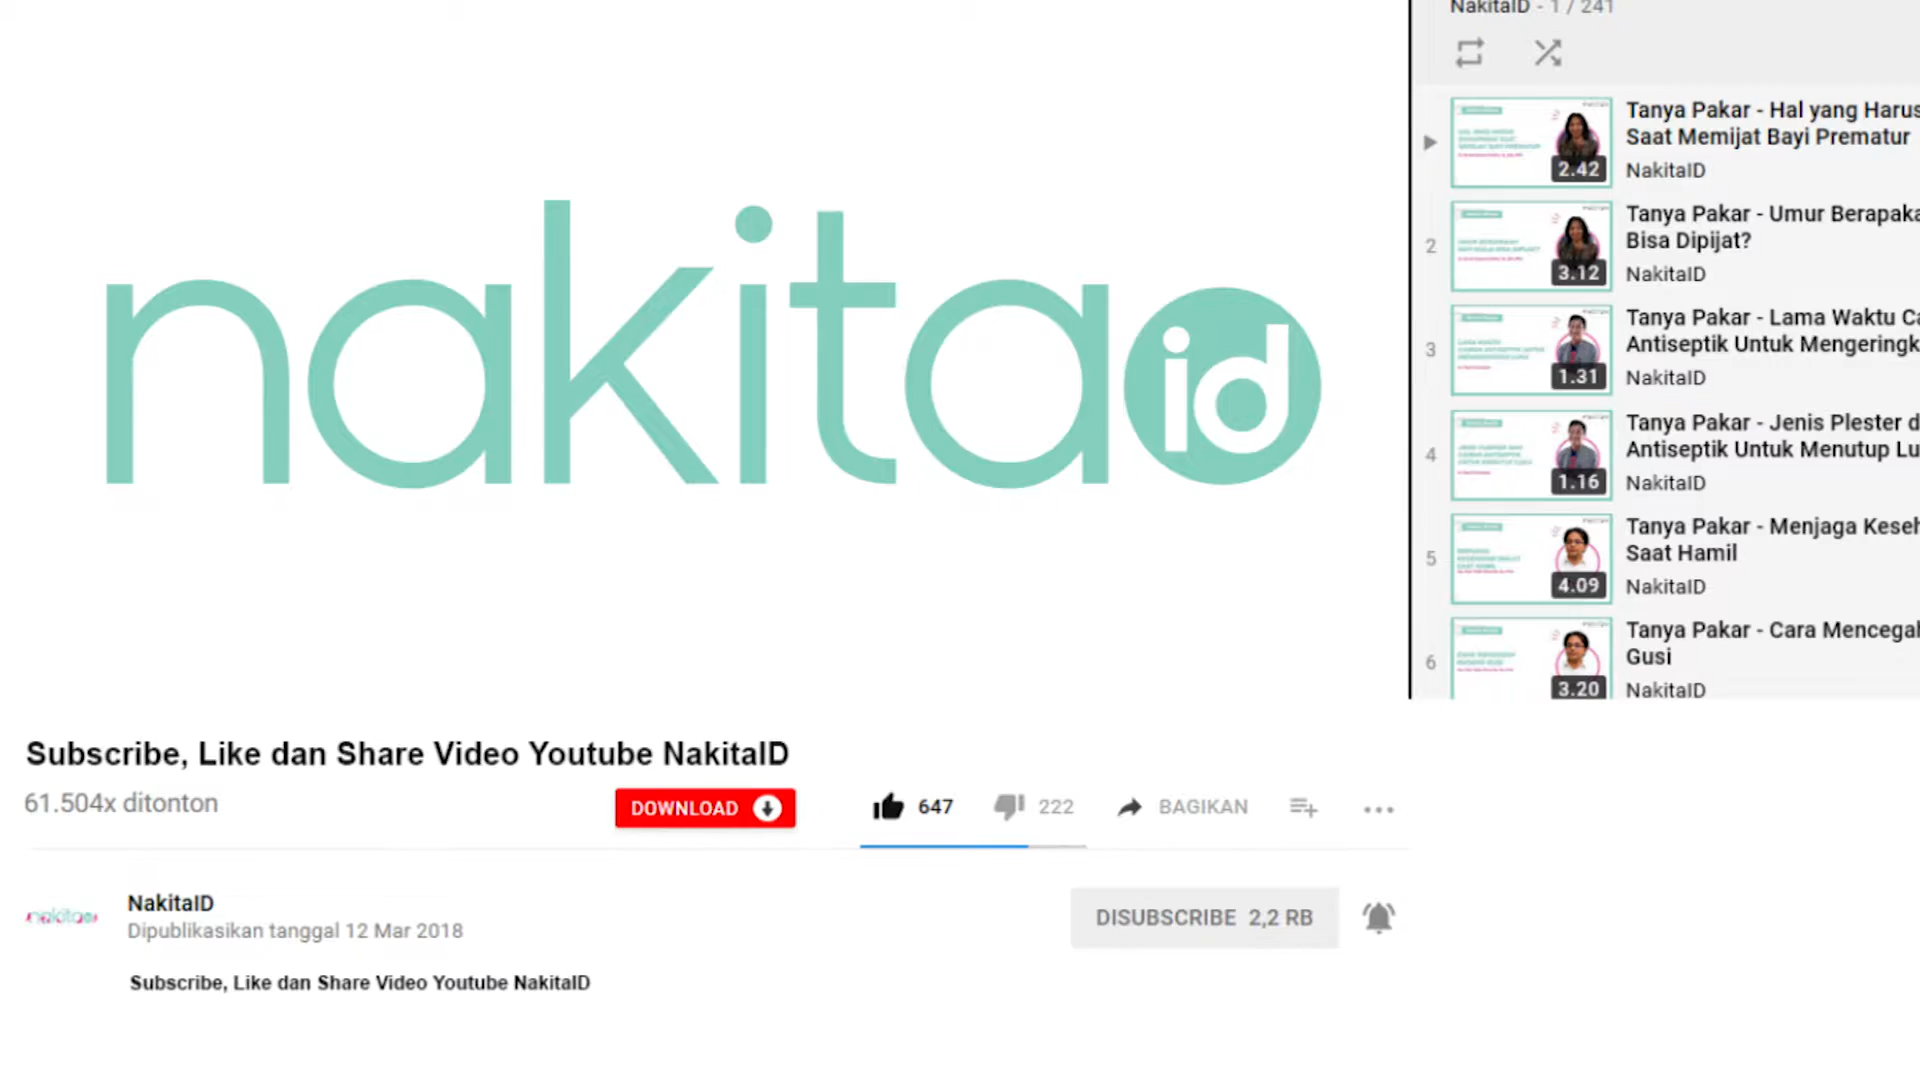 nakita id
NakitaID - 1 / 241
Tanya Pakar - Hal yang Harus
Saat Memijat Bayi Prematur
2.42
NakitaID
2
Tanya Pakar - Umur Berapaka
Bisa Dipijat?
3.12
NakitaID
3
Tanya Pakar - Lama Waktu Ca
Antiseptik Untuk Mengeringk
1.31
NakitaID
4
Tanya Pakar - Jenis Plester d
Antiseptik Untuk Menutup Lu
1.16
NakitaID
5
Tanya Pakar - Menjaga Keseh
Saat Hamil
4.09
NakitaID
6
Tanya Pakar - Cara Mencegah
Gusi
3.20
NakitaID
Subscribe, Like dan Share Video Youtube NakitaID
61.504x ditonton
DOWNLOAD
647
222
BAGIKAN
nakita
NakitaID
Dipublikasikan tanggal 12 Mar 2018
DISUBSCRIBE 2,2 RB
Subscribe, Like dan Share Video Youtube NakitaID